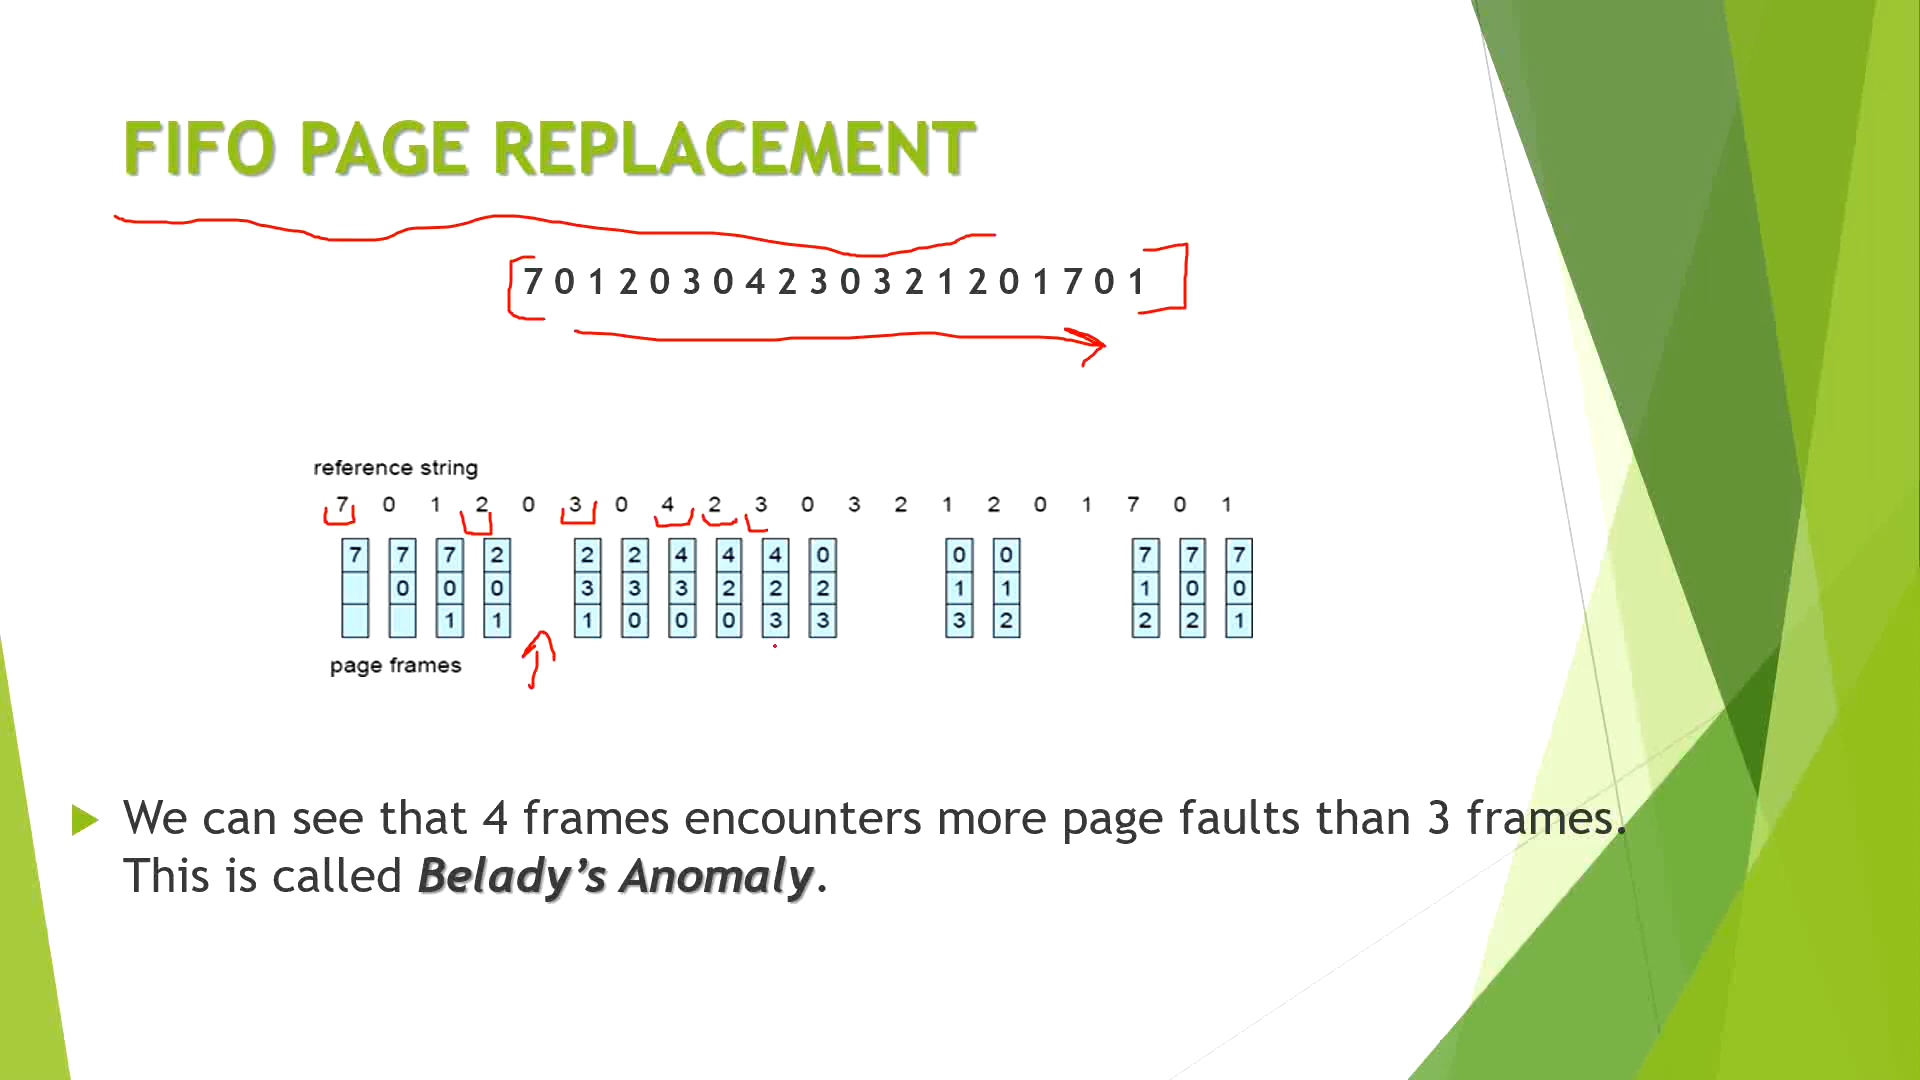 FIFO PAGE REPLACEMENT
7 0 1 2 0 3 0 4 2 3 0 3 2 1 2 0 1 7 0 1
reference string
7 0 1 2 0 3 0 4 2 3 0 3 2 1 2 0 1 7 0 1
7 7 7 2 2 2 4 4 4 0 0 0 7 7 7
0 0 0 3 3 3 2 2 2 1 1 1 0 0
1 1 1 0 0 0 3 3 3 2 2 2 1
page frames
We can see that 4 frames encounters more page faults than 3 frames.
This is called Belady's Anomaly.